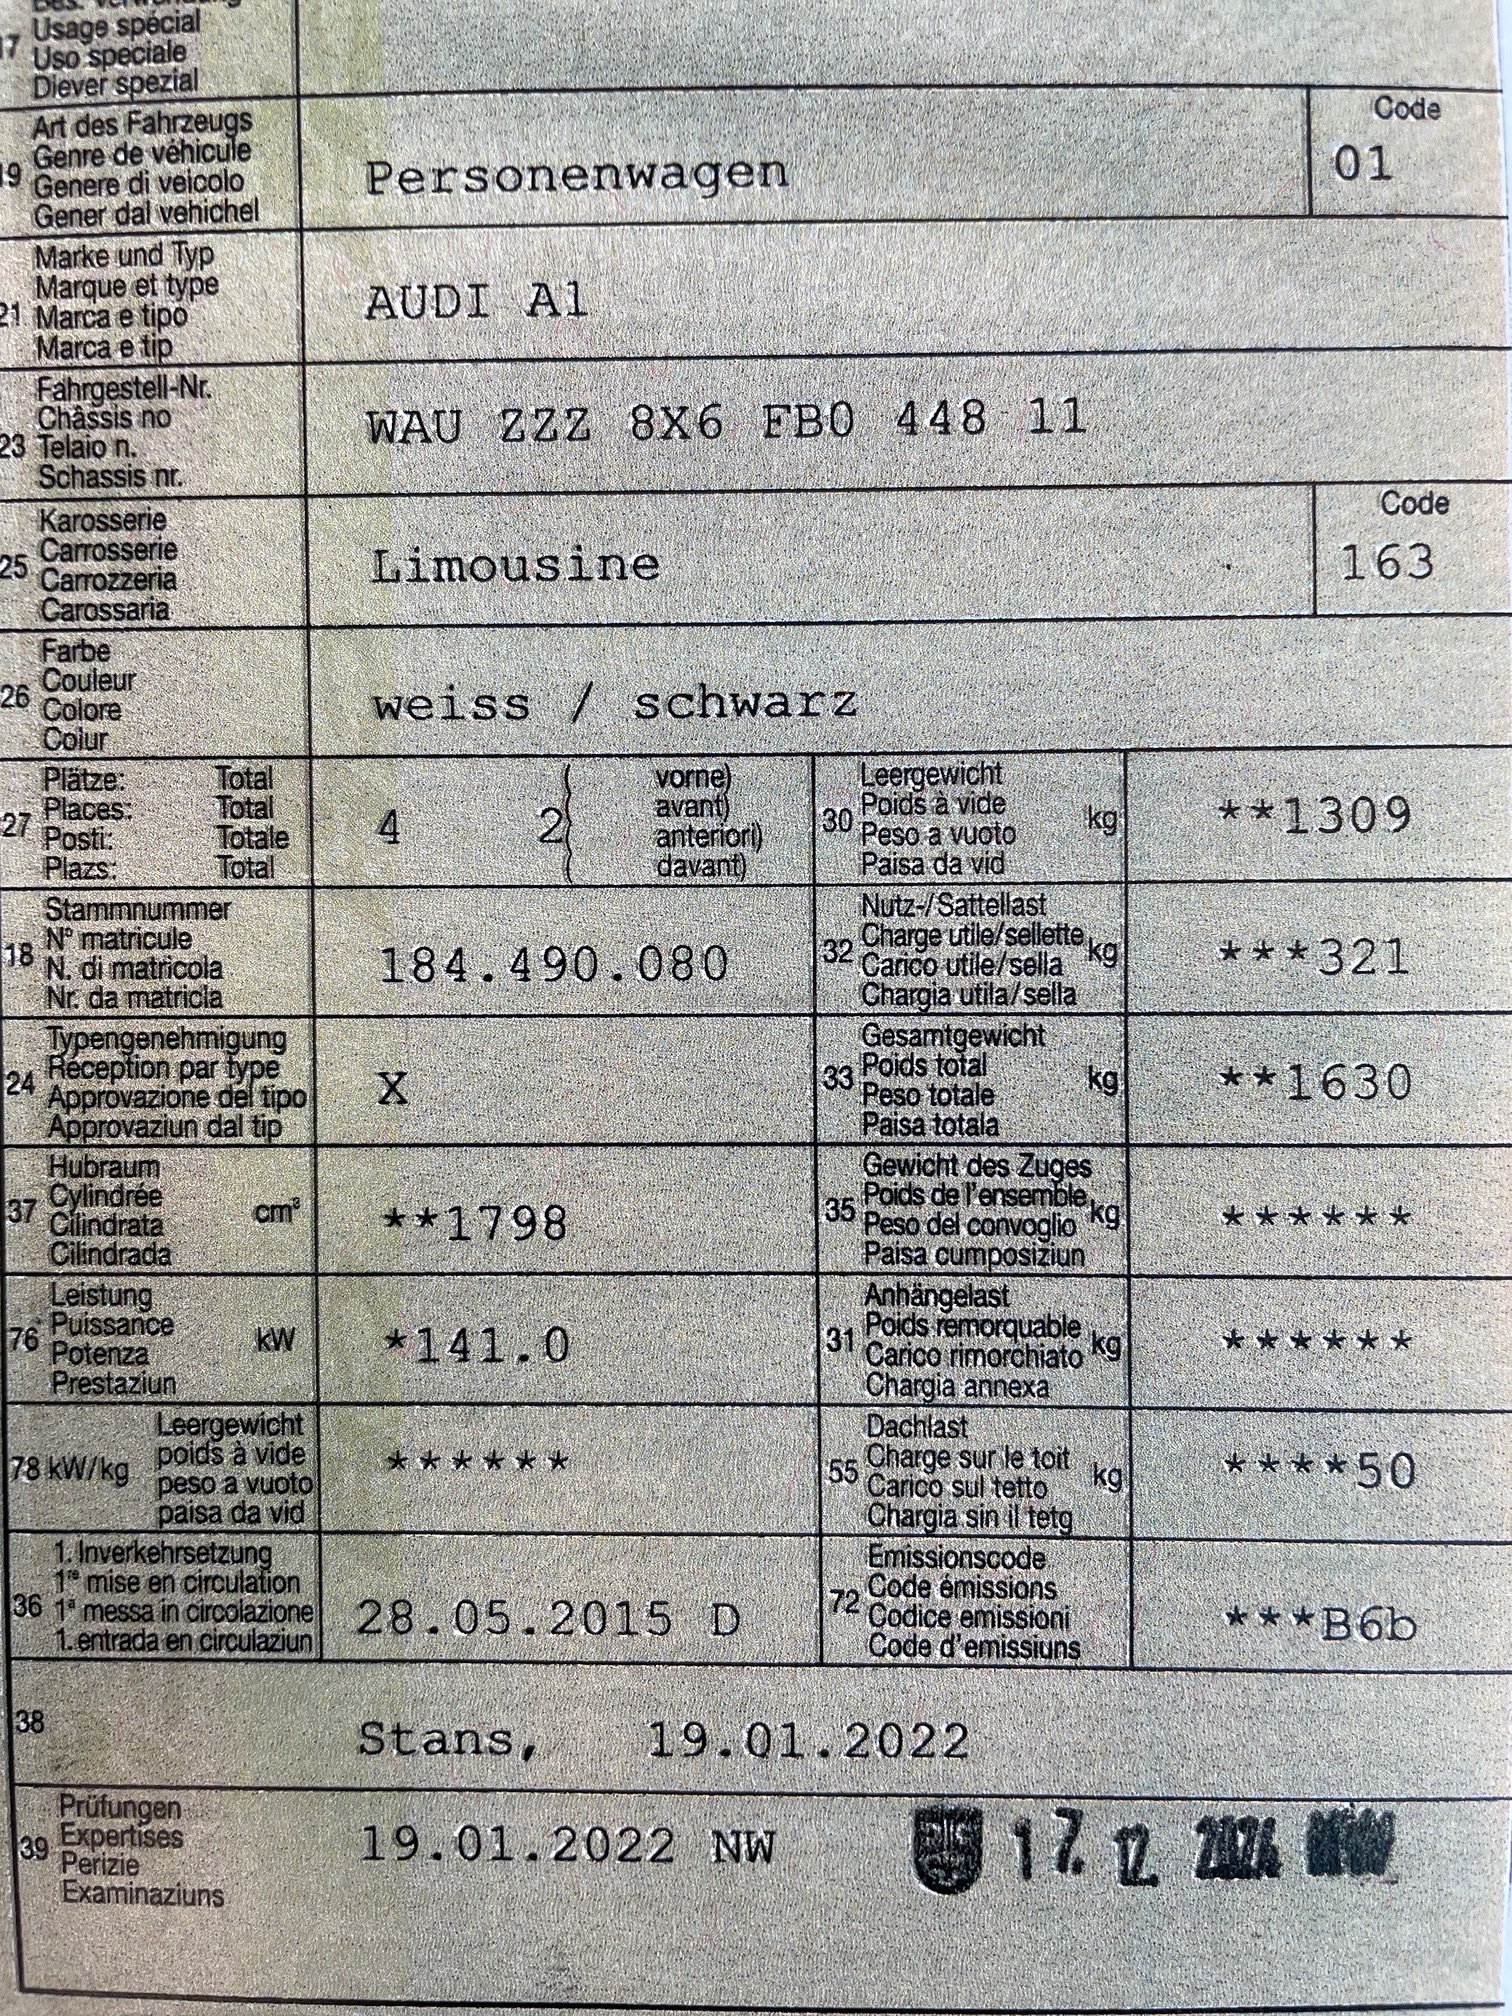 Usage spécial
17 Uso speciale
Diever spezial
Art des Fahrzeugs
Genre de véhicule
19 Genere di veicolo
Gener dal vehichel
Personenwagen
Code
01
Marke und Typ
Marque et type
21 Marca e tipo
Marca e tip
AUDI A1
Fahrgestell-Nr.
Châssis no
23 Telaio n.
Schassis nr.
WAU ZZZ 8X6 FB0 448 11
Karosserie
Carrosserie
25 Carrozzeria
Carossaria
Limousine
Code
163
Farbe
Couleur
26 Colore
Colur
weiss / schwarz
Plätze: Total
Places: Total
27 Posti: Totale
Plazs: Total
4 2
( vorne)
( avant)
( anteriori)
( davant)
Leergewicht
30 Poids à vide kg
Peso a vuoto
Paisa da vid
**1309
Stammnummer
N° matricule
18 N. di matricola
Nr. da matricla
184.490.080
Nutz-/Sattellast
32 Charge utile/sellette kg
Carico utile/sella
Chargia utila/sella
***321
Typengenehmigung
Réception par type
24 Approvazione del tipo
Approvaziun dal tip
X
Gesamtgewicht
33 Poids total kg
Peso totale
Paisa totala
**1630
Hubraum
37 Cylindrée cm³
Cilindrata
Cilindrada
**1798
Gewicht des Zuges
35 Poids de l'ensemble kg
Peso del convoglio
Paisa cumposiziun
******
Leistung
76 Puissance kW
Potenza
Prestaziun
*141.0
Anhängelast
31 Poids remorquable kg
Carico rimorchiato
Chargia annexa
******
Leergewicht
78 kW/kg poids à vide
peso a vuoto
paisa da vid
******
Dachlast
55 Charge sur le toit kg
Carico sul tetto
Chargia sin il tetg
****50
1. Inverkehrsetzung
1re mise en circulation
36 1a messa in circolazione
1. entrada en circulaziun
28.05.2015 D
Emissionscode
72 Code émissions
Codice emissioni
Code d'emissiuns
***B6b
38
Stans, 19.01.2022
Prüfungen
39 Expertises
Perizie
Examinaziuns
19.01.2022 NW 17. 12. 2024